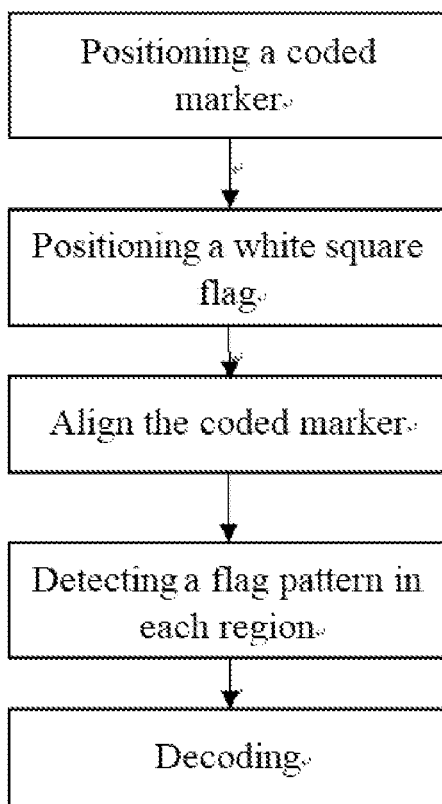 Positioning a coded
marker
Positioning a white square
flag
Align the coded marker
Detecting a flag pattern in
each region
Decoding